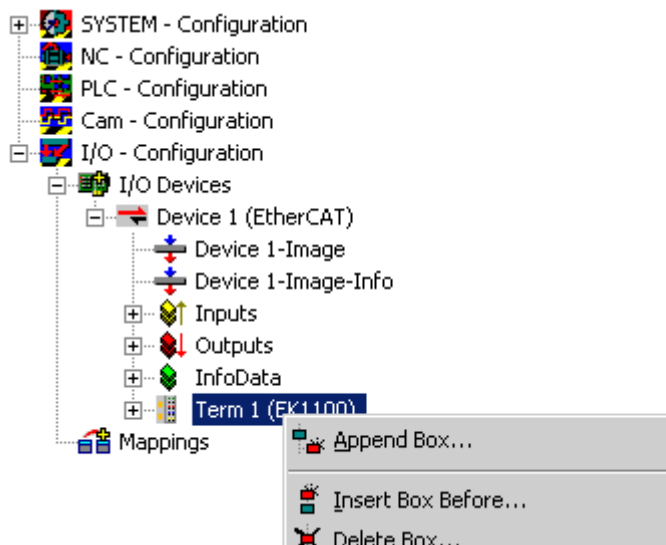 SYSTEM - Configuration
NC - Configuration
PLC - Configuration
Cam - Configuration
I/O - Configuration
I/O Devices
Device 1 (EtherCAT)
Device 1-Image
Device 1-Image-Info
Inputs
Outputs
InfoData
Term 1 (EK1100)
Mappings
Append Box...
Insert Box Before...
Delete Box...